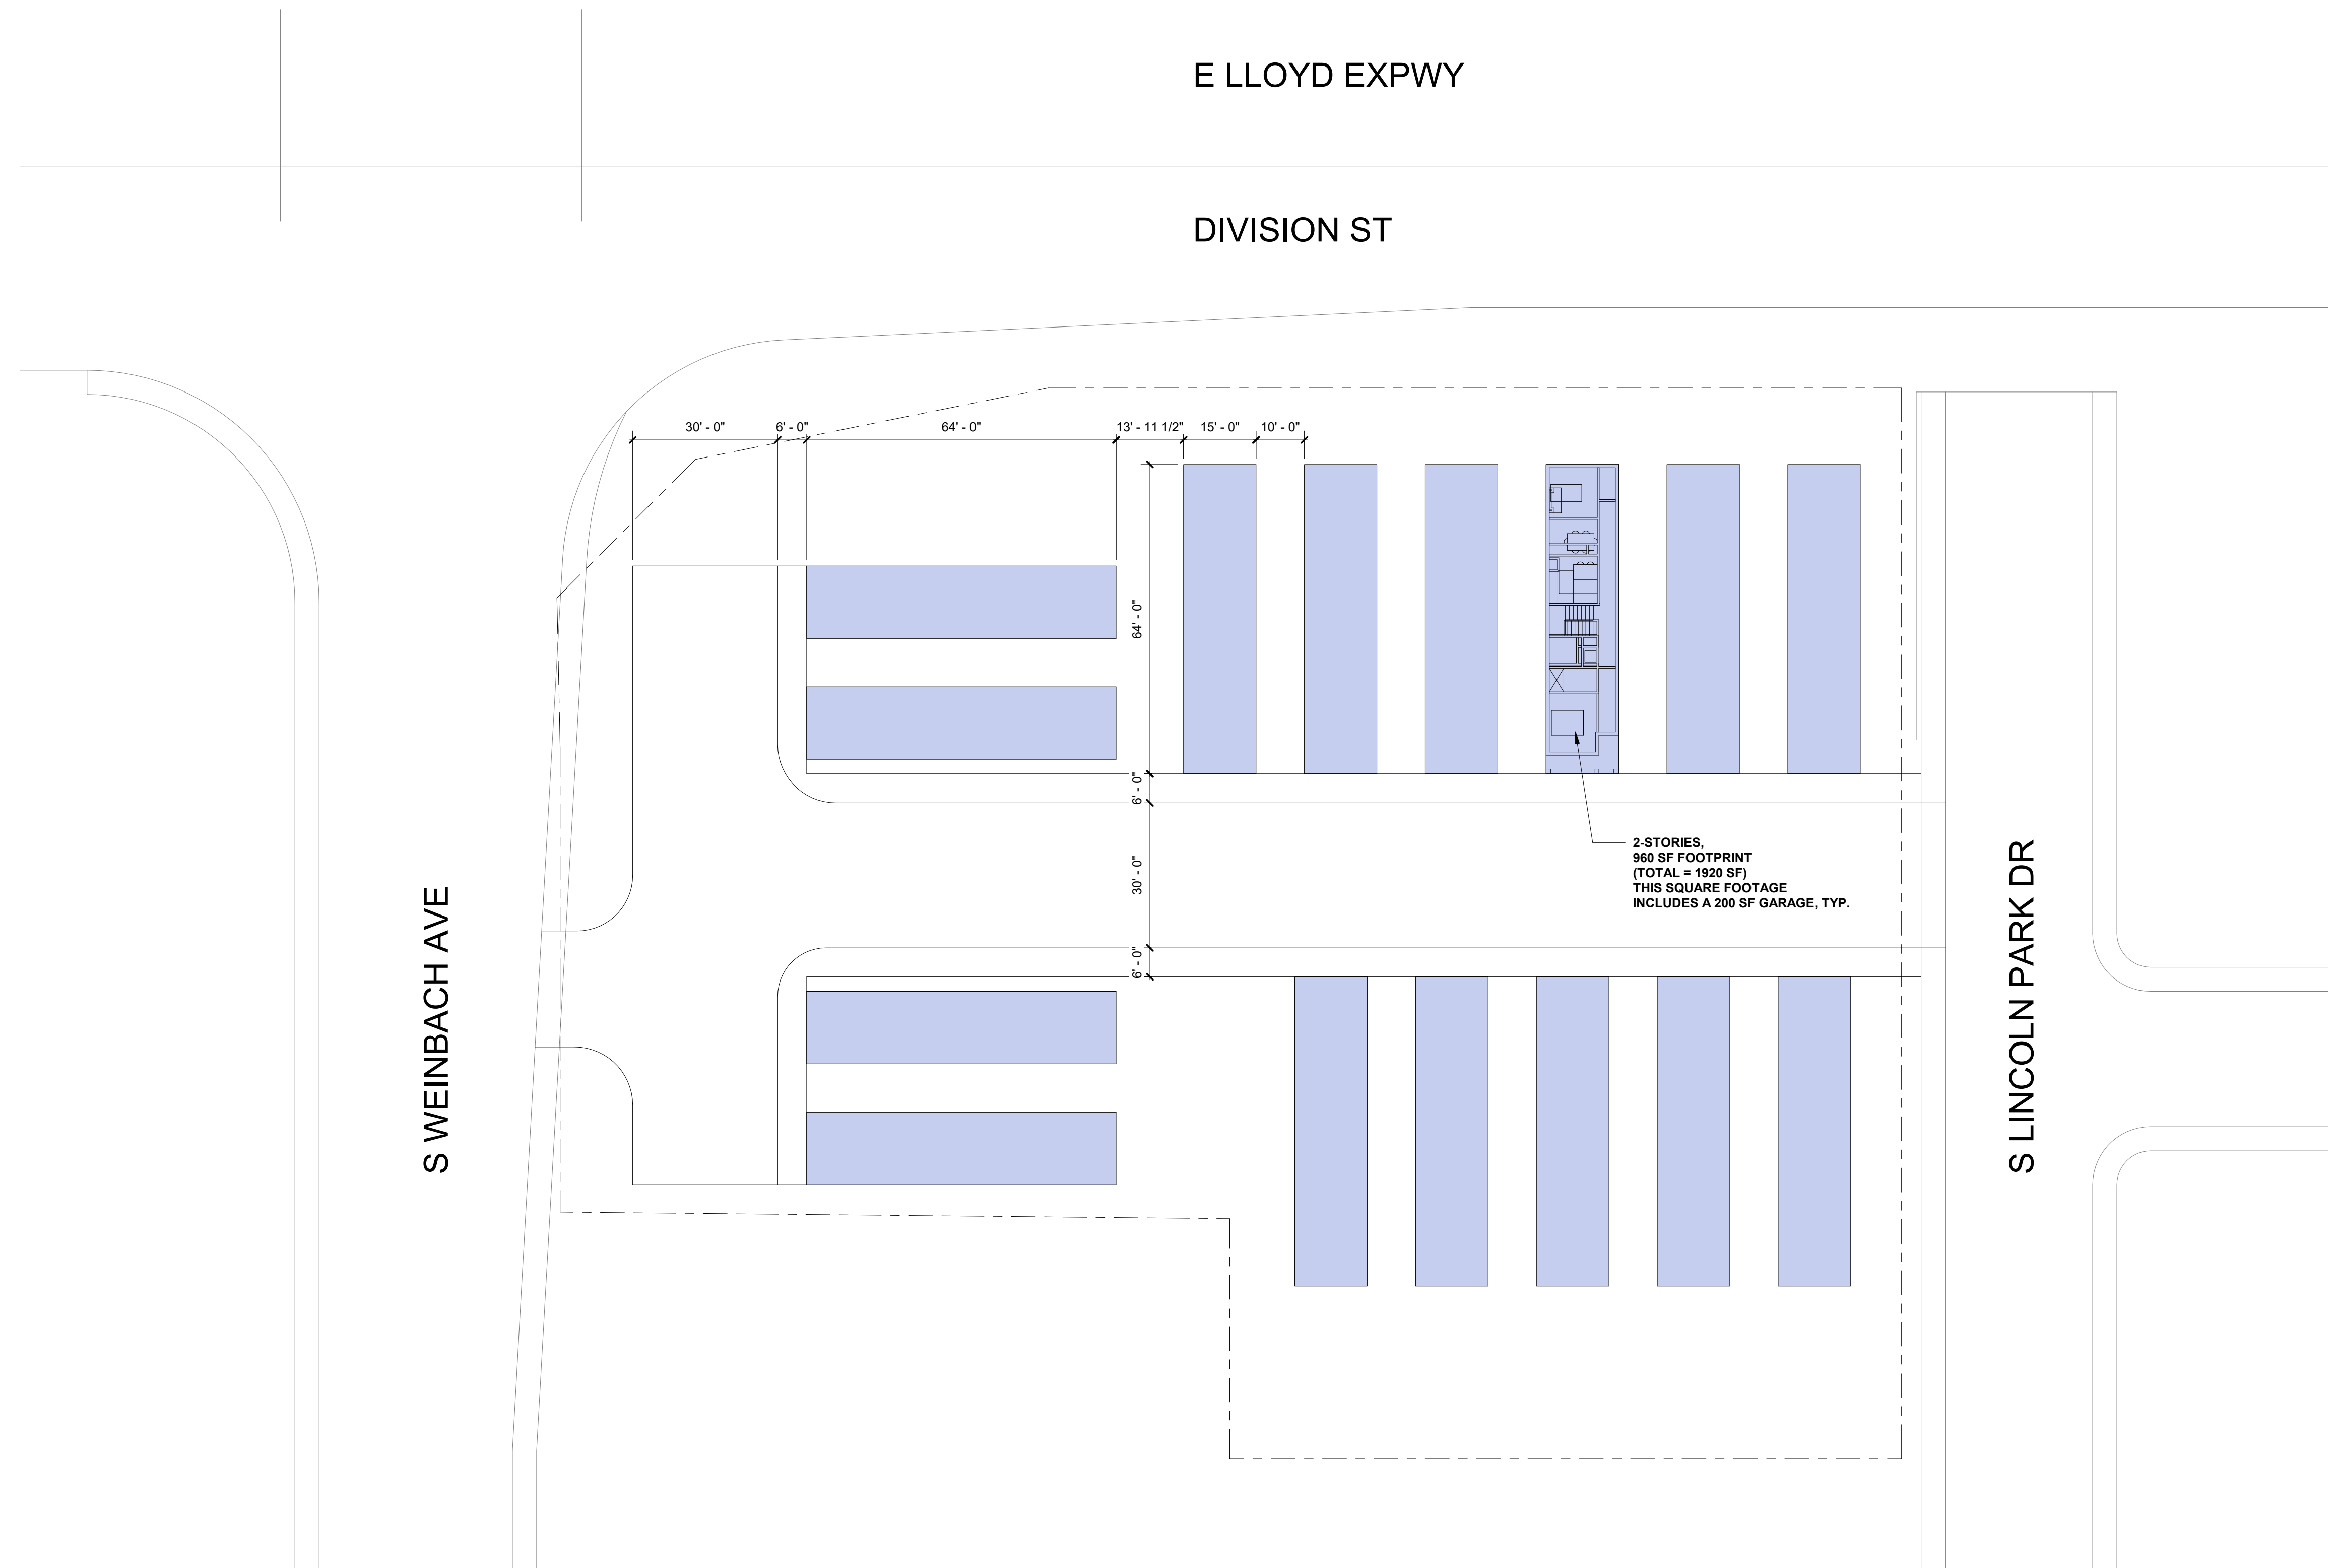 E LLOYD EXPWY
DIVISION ST
30' - 0"
6' - 0"
64' - 0"
13' - 11 1/2"
15' - 0"
10' - 0"
64' - 0"
6' - 0"
30' - 0"
6' - 0"
2-STORIES,
960 SF FOOTPRINT
(TOTAL = 1920 SF)
THIS SQUARE FOOTAGE
INCLUDES A 200 SF GARAGE, TYP.
S WEINBACH AVE
S LINCOLN PARK DR